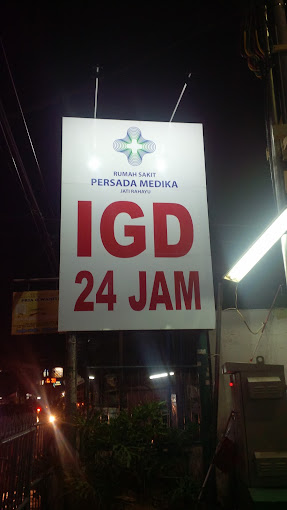 RUMAH SAKIT
PERSADA MEDIKA
JATI RAHAYU
IGD
24 JAM